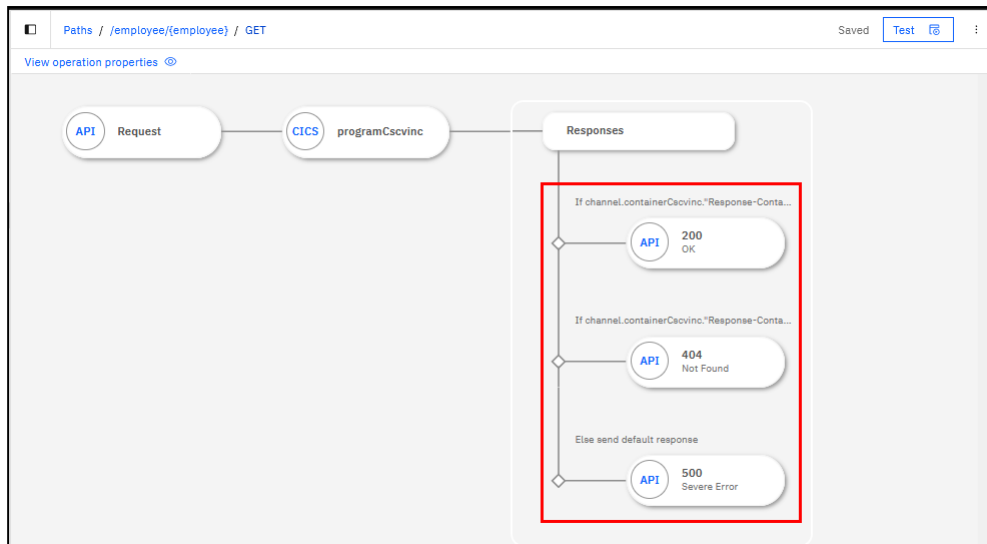 Paths / /employee/{employee} / GET
Saved
Test
View operation properties
API Request
CICS programCscvinc
Responses
If channel.containerCscvinc."Response-Conta...
API 200
OK
If channel.containerCscvinc."Response-Conta...
API 404
Not Found
Else send default response
API 500
Severe Error